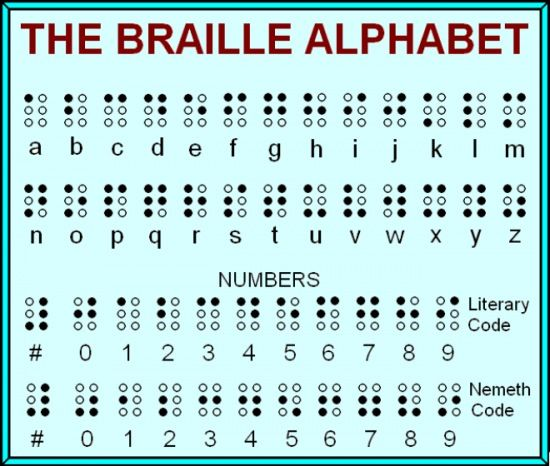 THE BRAILLE ALPHABET
a b c d e f g h i j k l m
n o p q r s t u v w x y z
NUMBERS
Literary
Code
# 0 1 2 3 4 5 6 7 8 9
Nemeth
Code
# 0 1 2 3 4 5 6 7 8 9